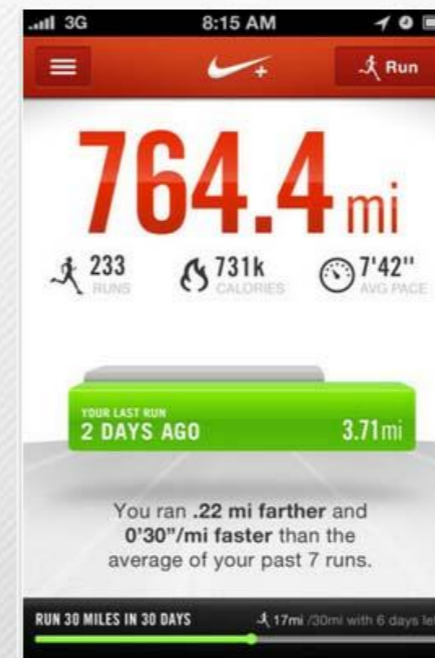 3G 8:15 AM
+ Run
764.4 mi
233 731k 7'42"
RUNS CALORIES AVG PACE
YOUR LAST RUN
2 DAYS AGO 3.71mi
You ran .22 mi farther and
0'30"/mi faster than the
average of your past 7 runs.
RUN 30 MILES IN 30 DAYS 17mi /30mi with 6 days le